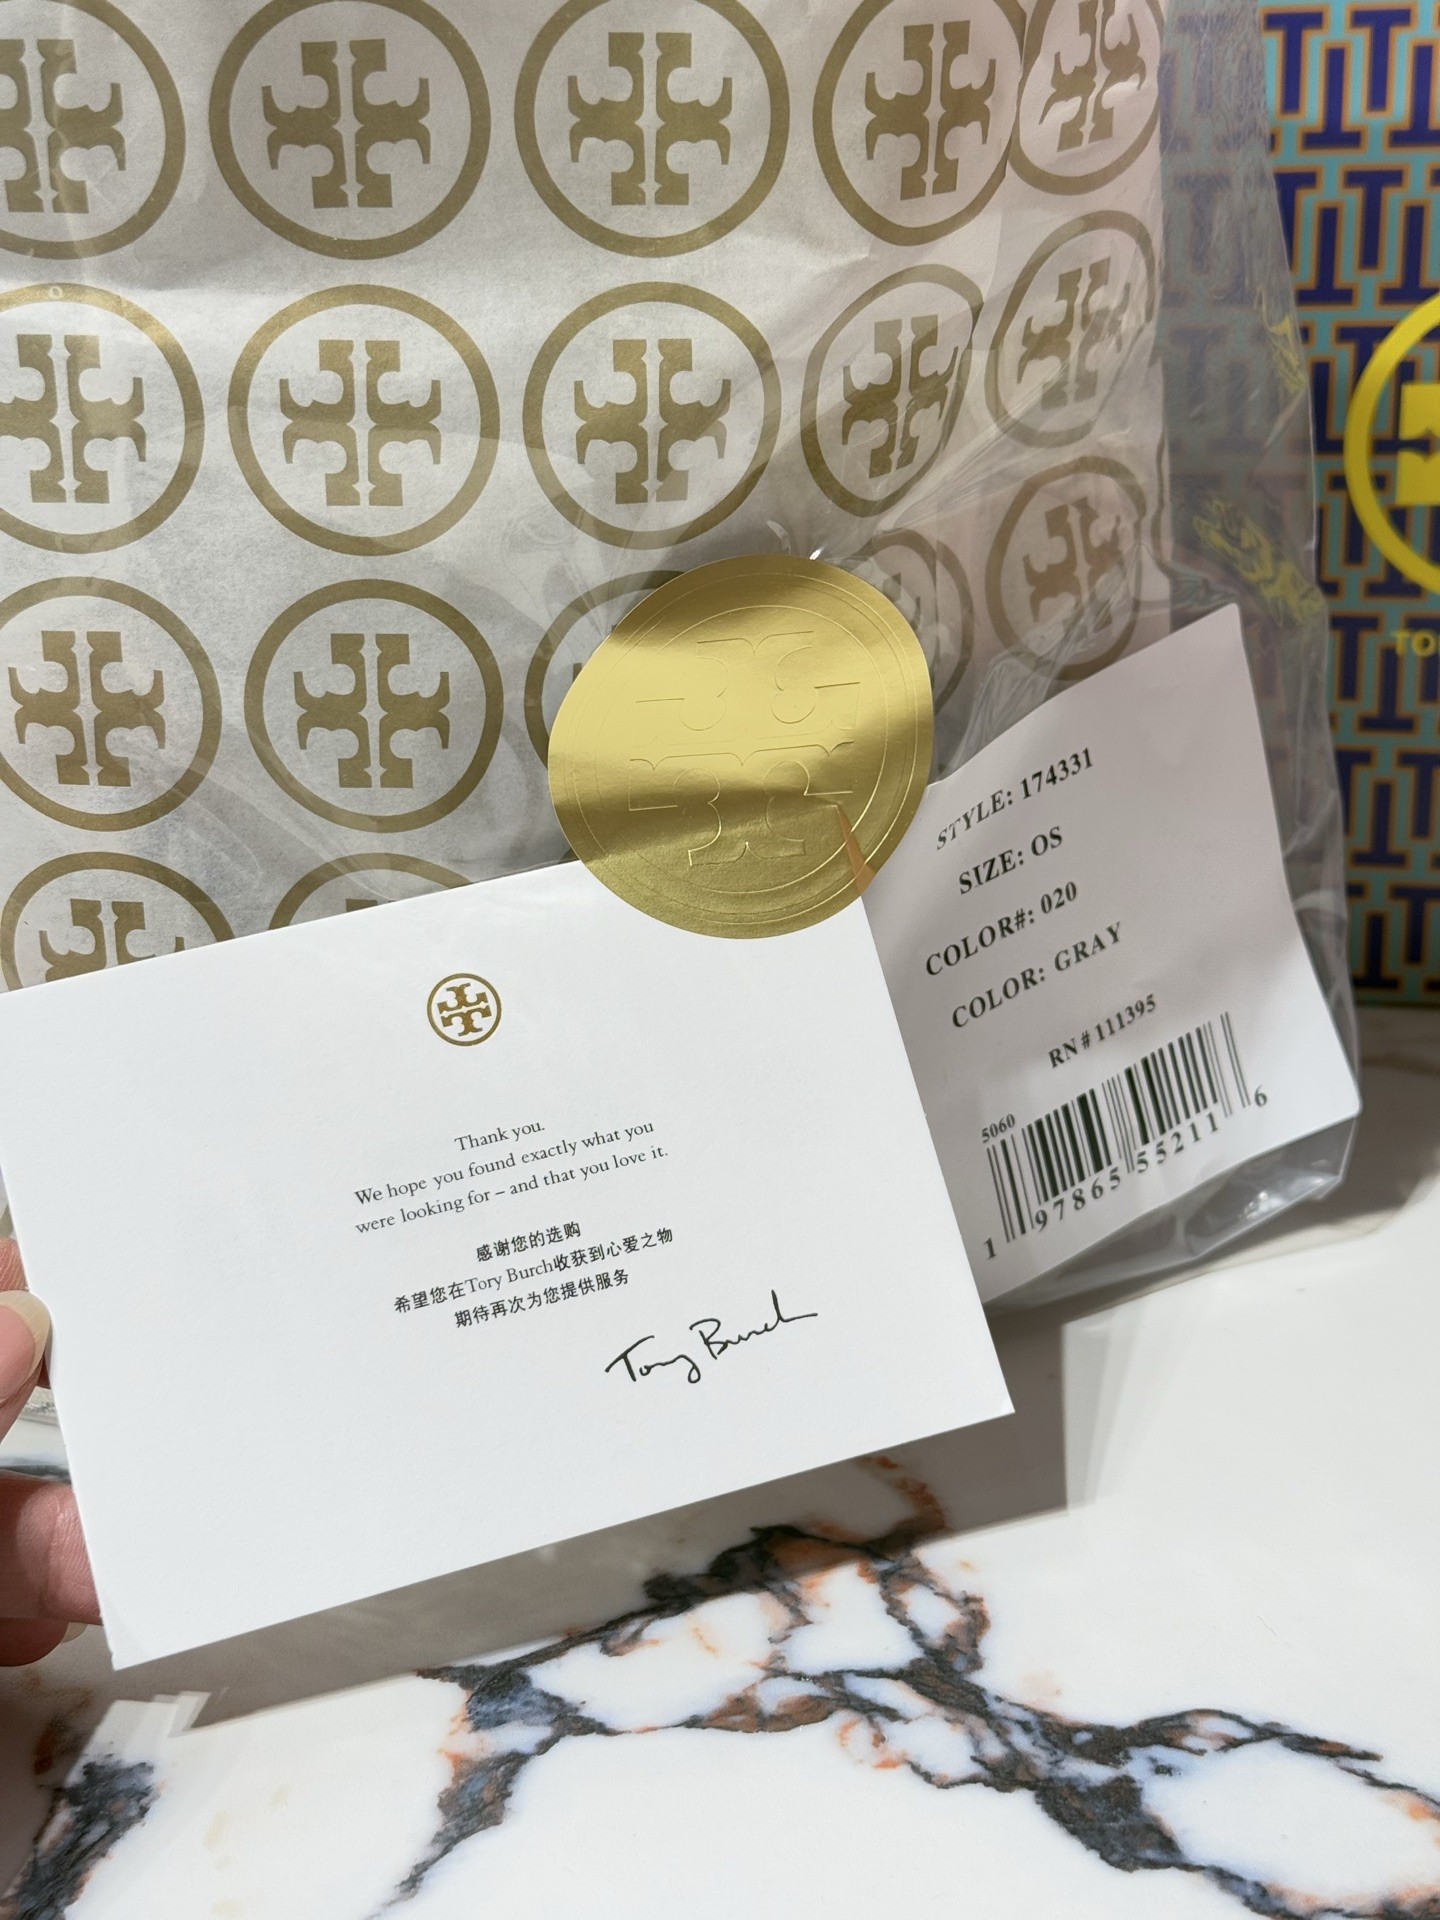 Thank you.
We hope you found exactly what you
were looking for – and that you love it.
感谢您的选购
希望您在Tory Burch收获到心爱之物
期待再次为您提供服务
Tory Burch
STYLE: 174331
SIZE: OS
COLOR#: 020
COLOR: GRAY
RN # 111395
5060
1 97865 55211 6
TO